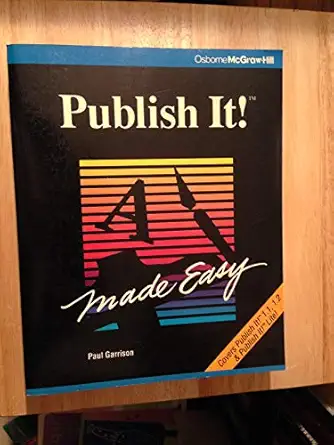 Osborne McGraw-Hill
Publish It!™
A
made Easy
Paul Garrison
Covers Publish It!™ 1.1, 1.2
& Publish It!™ Lite!